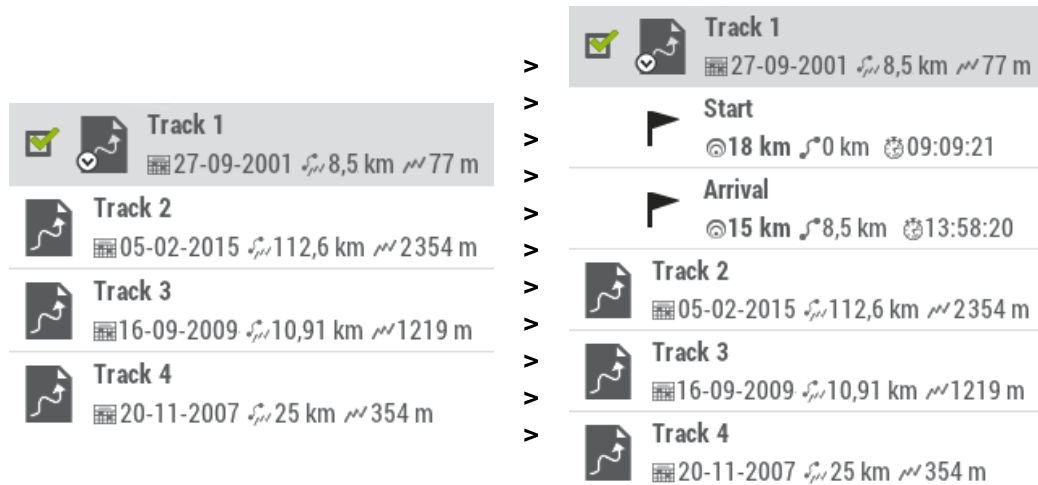 Track 1
27-09-2001 8,5 km 77 m
Track 2
05-02-2015 112,6 km 2354 m
Track 3
16-09-2009 10,91 km 1219 m
Track 4
20-11-2007 25 km 354 m
>
>
>
>
>
>
>
>
>
>
>
Track 1
27-09-2001 8,5 km 77 m
Start
18 km 0 km 09:09:21
Arrival
15 km 8,5 km 13:58:20
Track 2
05-02-2015 112,6 km 2354 m
Track 3
16-09-2009 10,91 km 1219 m
Track 4
20-11-2007 25 km 354 m